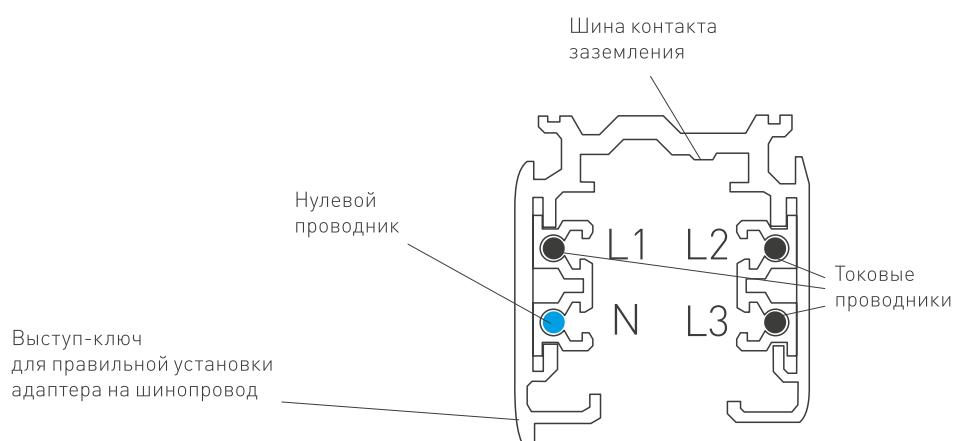 Шина контакта
заземления
Нулевой
проводник
L1 L2
Токовые
проводники
N L3
Выступ-ключ
для правильной установки
адаптера на шинопровод